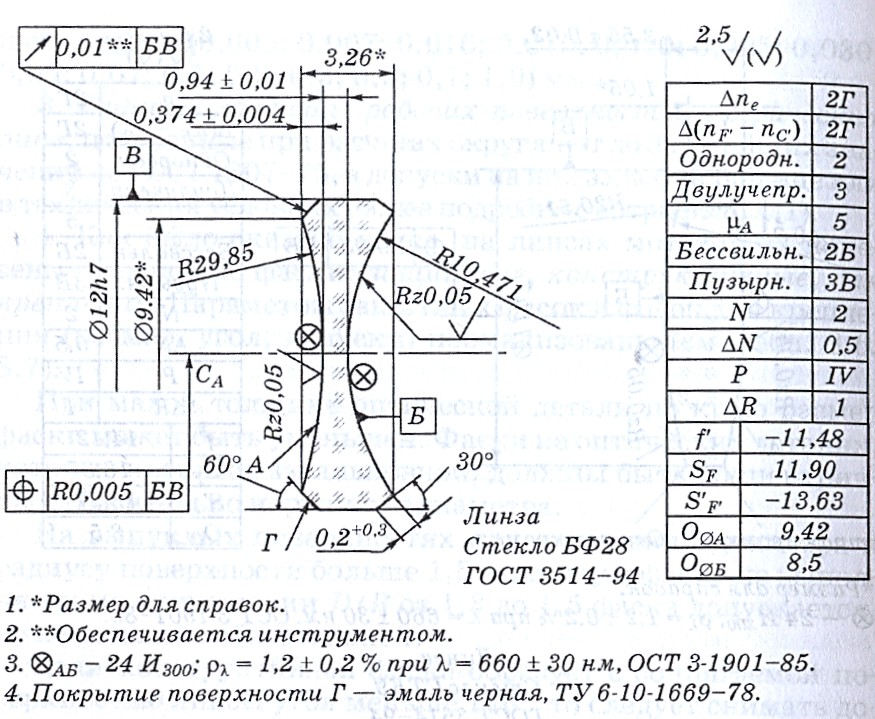 0,01** БВ
3,26*
2,5
0,94 ± 0,01
0,374 ± 0,004
В
Ø12h7
Ø9.42*
R29,85
R10,471
Rz0,05
C_A
Rz0,05
Б
60° А
30°
R0,005 БВ
Г
0,2⁺⁰,³
Линза
Стекло БФ28
ГОСТ 3514–94
Δn_e 2Г
Δ(n_F – n_C) 2Г
Однородн. 2
Двулучепр. 3
μ_A 5
Бессвильн. 2Б
Пузырн. 3В
N 2
ΔN 0,5
P IV
ΔR 1
f' –11,48
S_F 11,90
S'_F' –13,63
O_ØА 9,42
O_ØБ 8,5
1. *Размер для справок.
2. **Обеспечивается инструментом.
3. ⊗_АБ – 24 И₃₀₀; ρ_λ = 1,2 ± 0,2 % при λ = 660 ± 30 нм, ОСТ 3-1901–85.
4. Покрытие поверхности Г — эмаль черная, ТУ 6-10-1669–78.